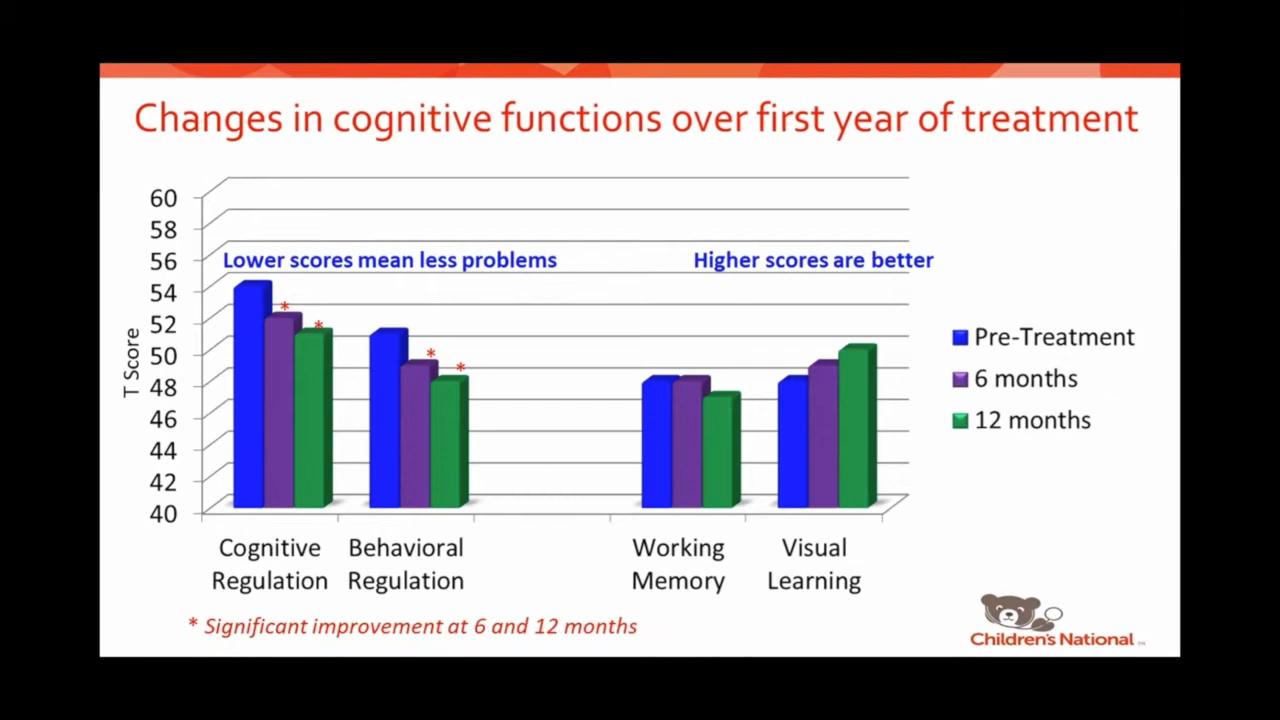 Changes in cognitive functions over first year of treatment
60
58
56
54
52
50
48
46
44
42
40
T Score
Lower scores mean less problems
Higher scores are better
*
*
*
*
Pre-Treatment
6 months
12 months
Cognitive
Regulation
Behavioral
Regulation
Working
Memory
Visual
Learning
* Significant improvement at 6 and 12 months
Children's National ™